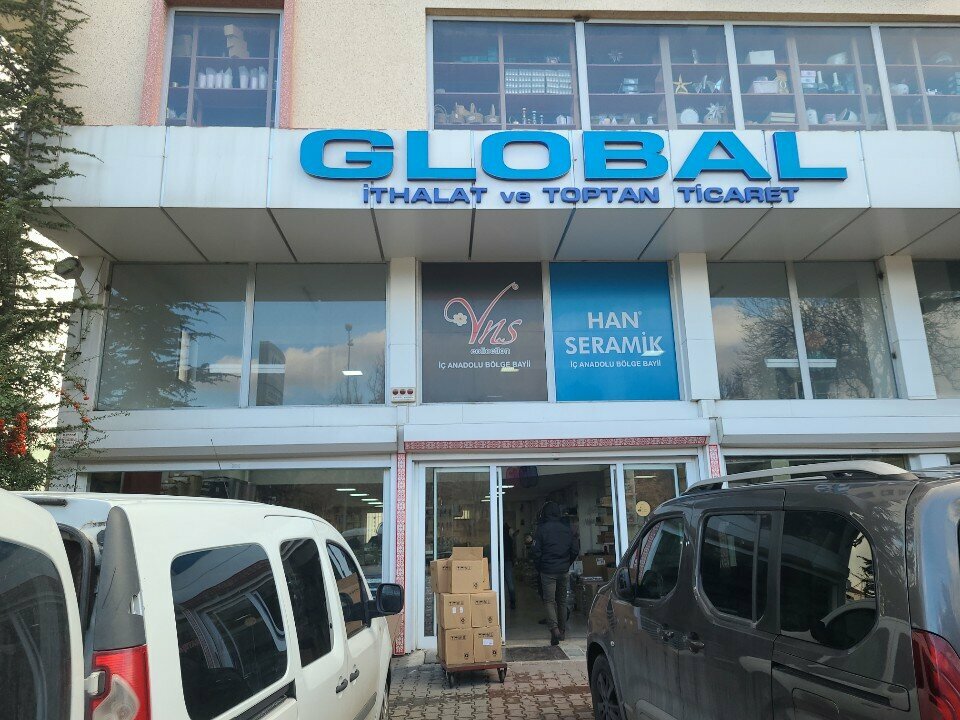 GLOBAL
İTHALAT ve TOPTAN TİCARET
Vns
collection
İÇ ANADOLU BÖLGE BAYİİ
HAN
SERAMİK
İÇ ANADOLU BÖLGE BAYİİ